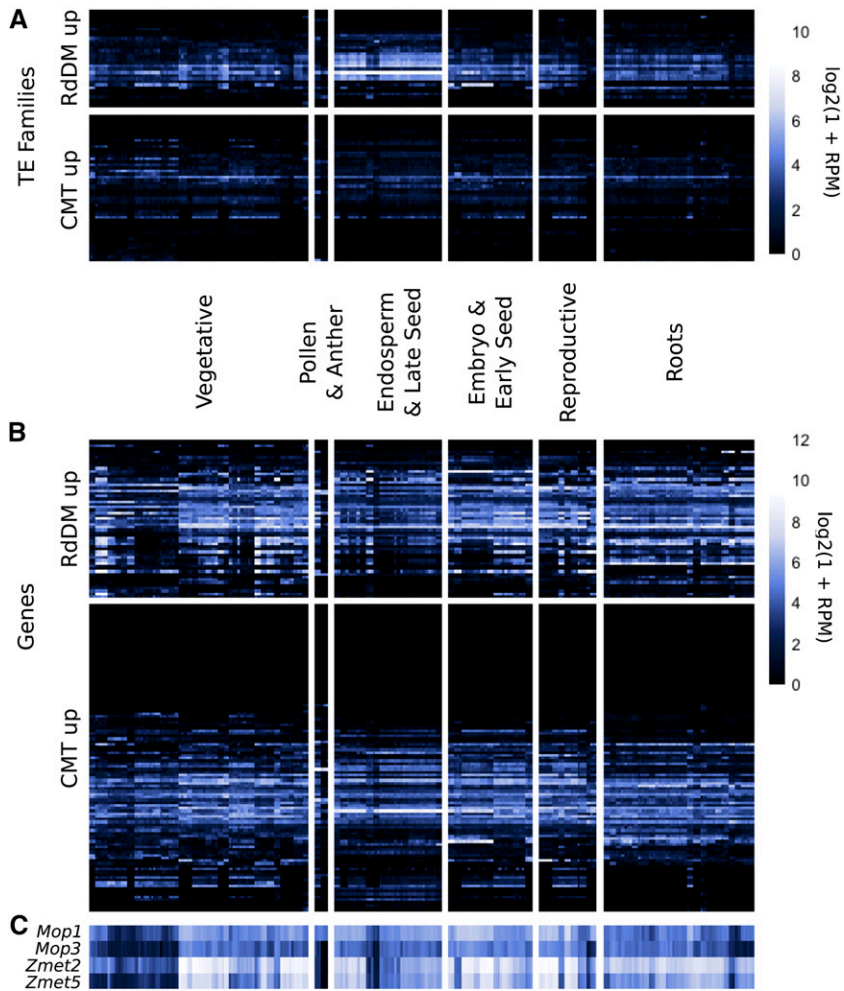 A
TE Families
RdDM up
CMT up
10
8
6
4
2
0
log2(1 + RPM)
Vegetative
Pollen
& Anther
Endosperm
& Late Seed
Embryo &
Early Seed
Reproductive
Roots
B
Genes
RdDM up
CMT up
12
10
8
6
4
2
0
log2(1 + RPM)
C
Mop1
Mop3
Zmet2
Zmet5